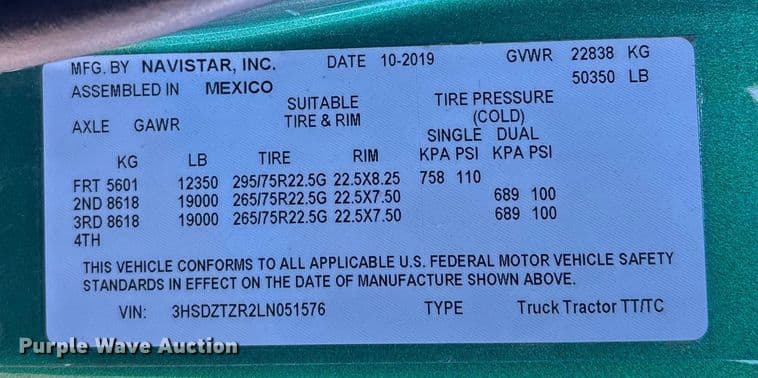 MFG. BY NAVISTAR, INC. DATE 10-2019 GVWR 22838 KG
50350 LB
ASSEMBLED IN MEXICO
SUITABLE TIRE PRESSURE
AXLE GAWR TIRE & RIM (COLD)
SINGLE DUAL
KG LB TIRE RIM KPA PSI KPA PSI
FRT 5601 12350 295/75R22.5G 22.5X8.25 758 110
2ND 8618 19000 265/75R22.5G 22.5X7.50 689 100
3RD 8618 19000 265/75R22.5G 22.5X7.50 689 100
4TH
THIS VEHICLE CONFORMS TO ALL APPLICABLE U.S. FEDERAL MOTOR VEHICLE SAFETY
STANDARDS IN EFFECT ON THE DATE OF MANUFACTURE SHOWN ABOVE.
VIN: 3HSDZTZR2LN051576 TYPE Truck Tractor TT/TC
Purple Wave Auction